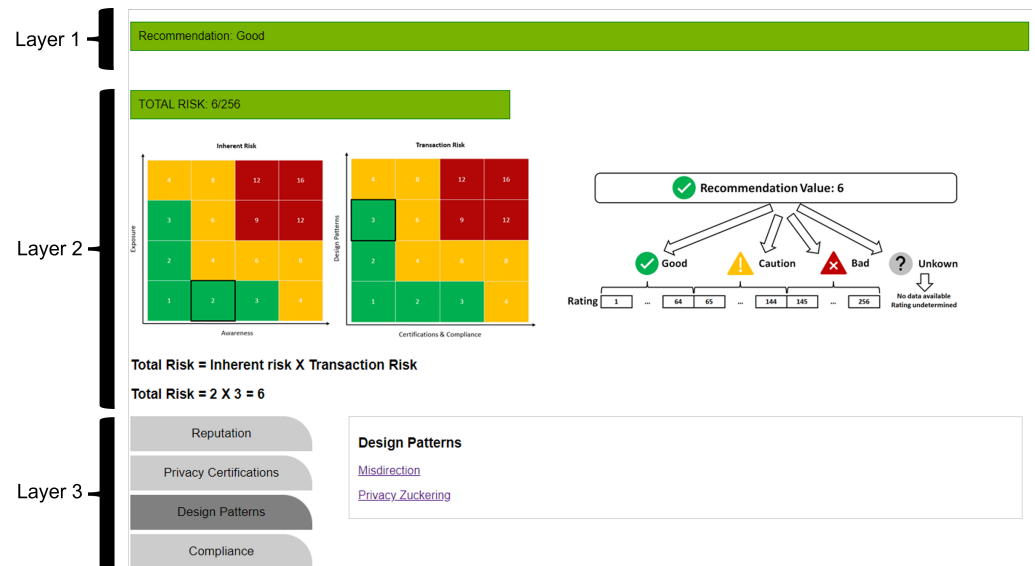 Layer 1
Recommendation: Good
Layer 2
TOTAL RISK: 6/256
Inherent Risk
Exposure
4 8 12 16
3 6 9 12
2 4 6 8
1 2 3 4
Awareness
Transaction Risk
Design Patterns
4 8 12 16
3 6 9 12
2 4 6 8
1 2 3 4
Certifications & Compliance
Recommendation Value: 6
Good Caution Bad Unkown
No data available
Rating undetermined
Rating 1 ... 64 65 ... 144 145 ... 256
Total Risk = Inherent risk X Transaction Risk
Total Risk = 2 X 3 = 6
Layer 3
Reputation
Privacy Certifications
Design Patterns
Compliance
Design Patterns
Misdirection
Privacy Zuckering